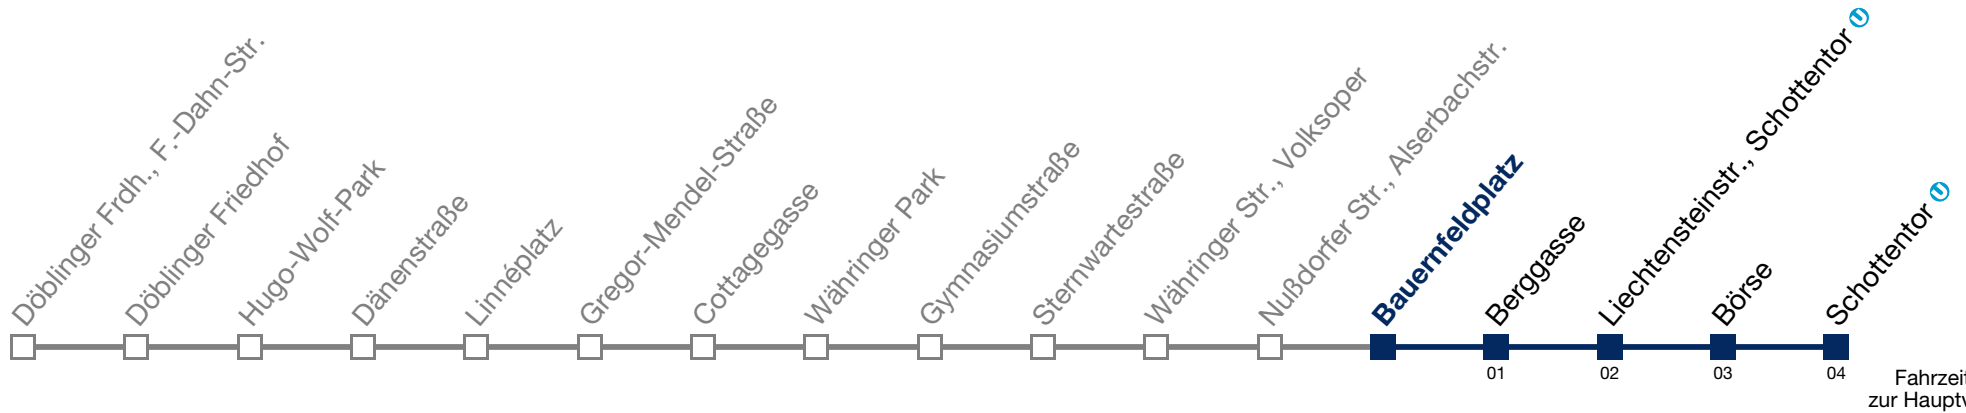 Döblinger Frdh., F.-Dahn-Str.
Döblinger Friedhof
Hugo-Wolf-Park
Dänenstraße
Linnéplatz
Gregor-Mendel-Straße
Cottagegasse
Währinger Park
Gymnasiumstraße
Sternwartestraße
Währinger Str., Volksoper
Nußdorfer Str., Alserbachstr.
Bauernfeldplatz
Berggasse
Liechtensteinstr., Schottentor U
Börse
Schottentor U
01
02
03
04
Fahrzeit
zur Hauptv